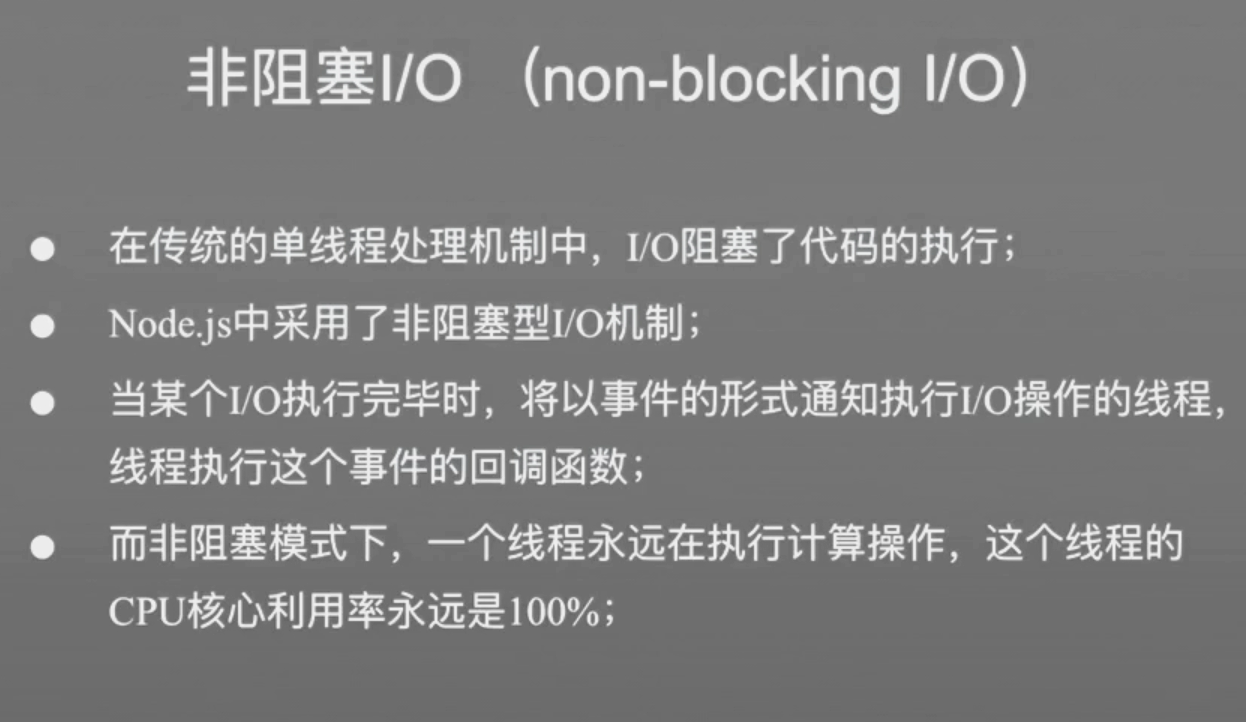 非阻塞I/O （non-blocking I/O）
在传统的单线程处理机制中，I/O阻塞了代码的执行；
Node.js中采用了非阻塞型I/O机制；
当某个I/O执行完毕时，将以事件的形式通知执行I/O操作的线程，
线程执行这个事件的回调函数；
而非阻塞模式下，一个线程永远在执行计算操作，这个线程的
CPU核心利用率永远是100%；